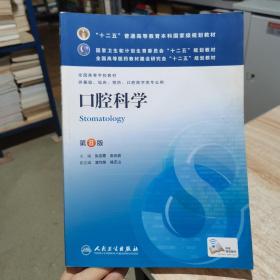 "十二五"普通高等教育本科国家级规划教材
国家卫生和计划生育委员会"十二五"规划教材
全国高等医药教材建设研究会"十二五"规划教材
全国高等学校教材
供基础、临床、预防、口腔医学类专业用
口腔科学
Stomatology
第8版
主编
副主编
人民卫生出版社